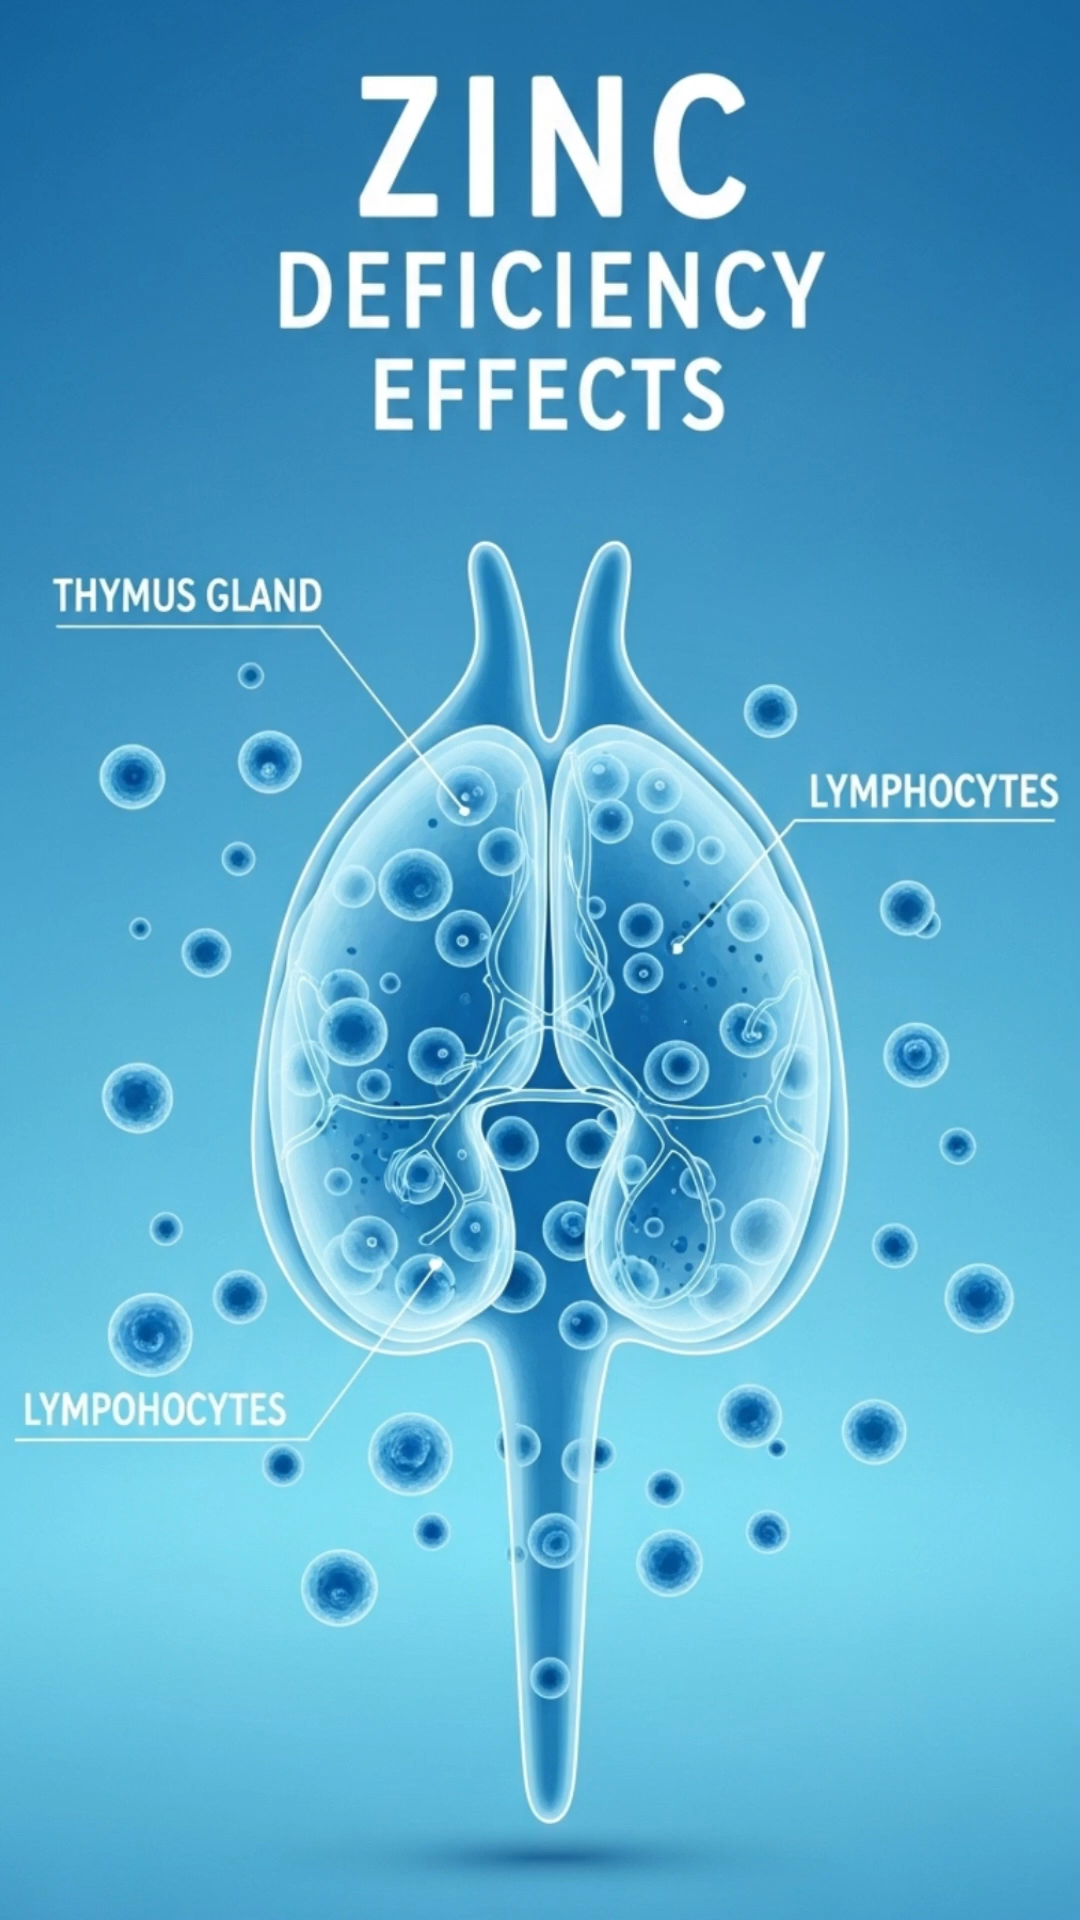 ZINC
DEFICIENCY
EFFECTS
THYMUS GLAND
LYMPHOCYTES
LYMPOHOCYTES